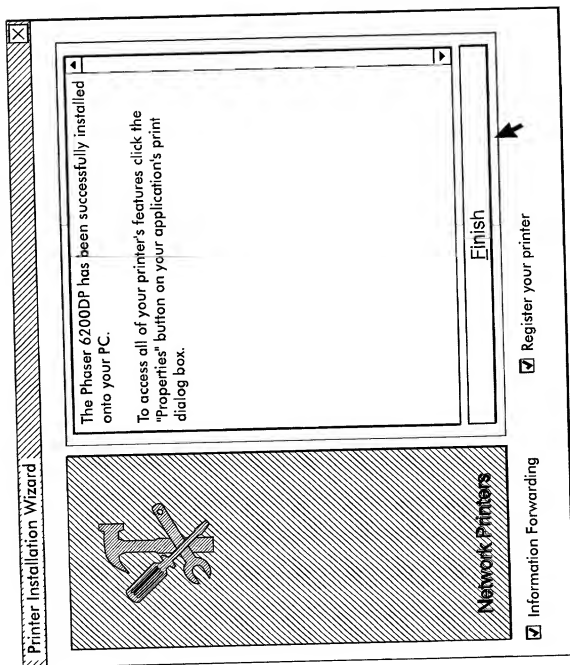 Printer Installation Wizard
The Phaser 6200DP has been successfully installed
onto your PC.
To access all of your printer's features click the
"Properties" button on your application's print
dialog box.
Network Printers
Finish
Information Forwarding
Register your printer